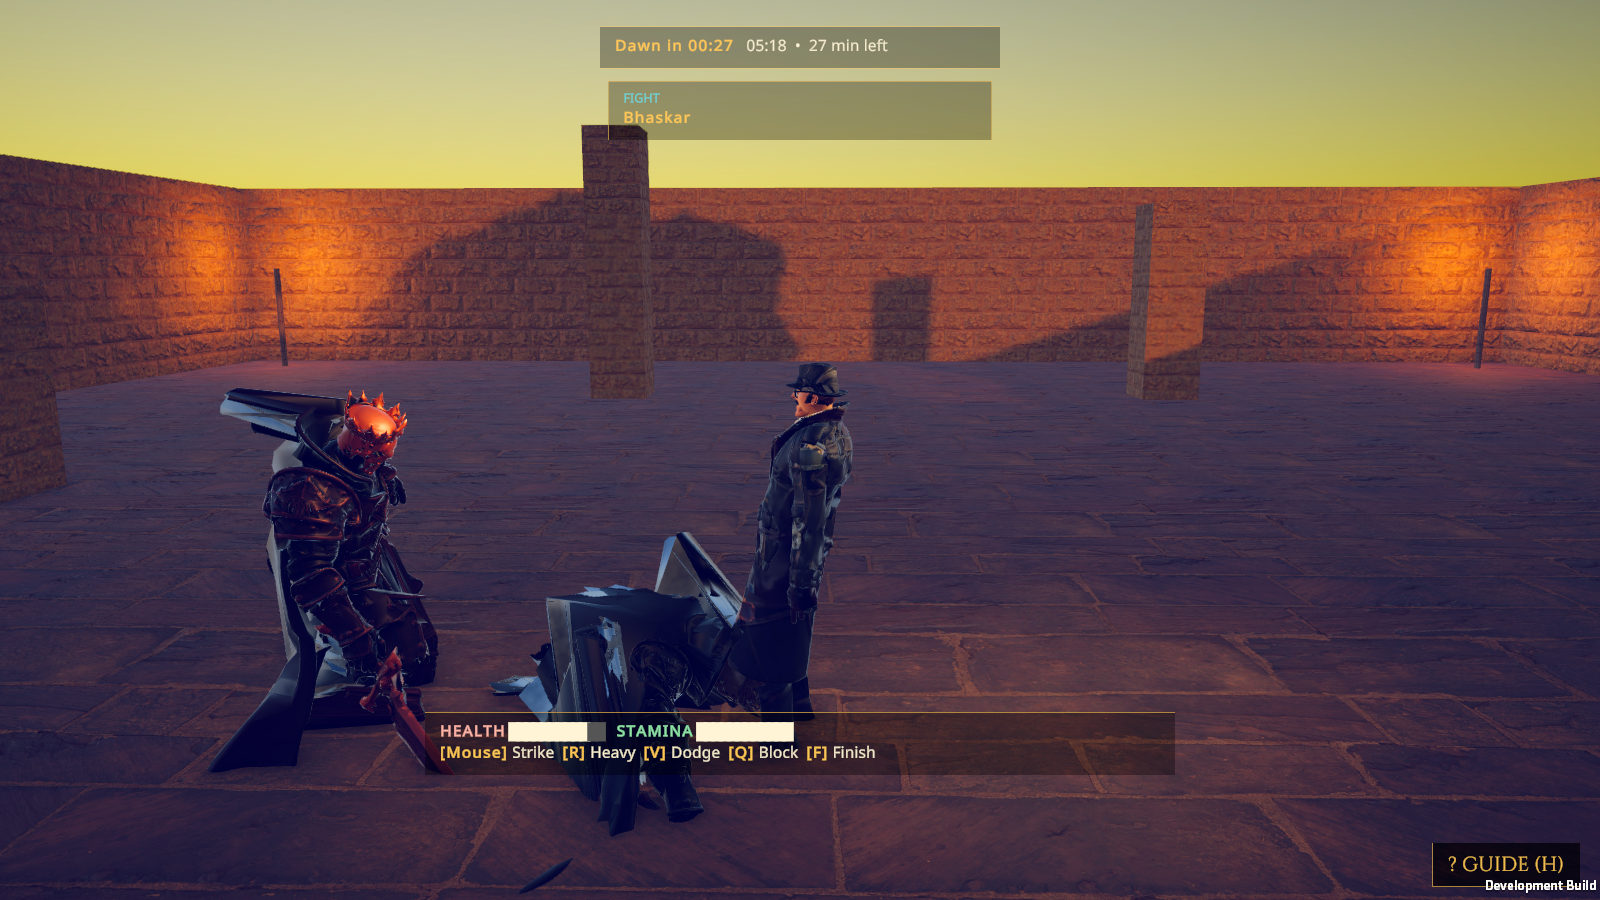 Dawn in 00:27 05:18 • 27 min left
FIGHT
Bhaskar
HEALTH STAMINA
[Mouse] Strike [R] Heavy [V] Dodge [Q] Block [F] Finish
? GUIDE (H)
Development Build